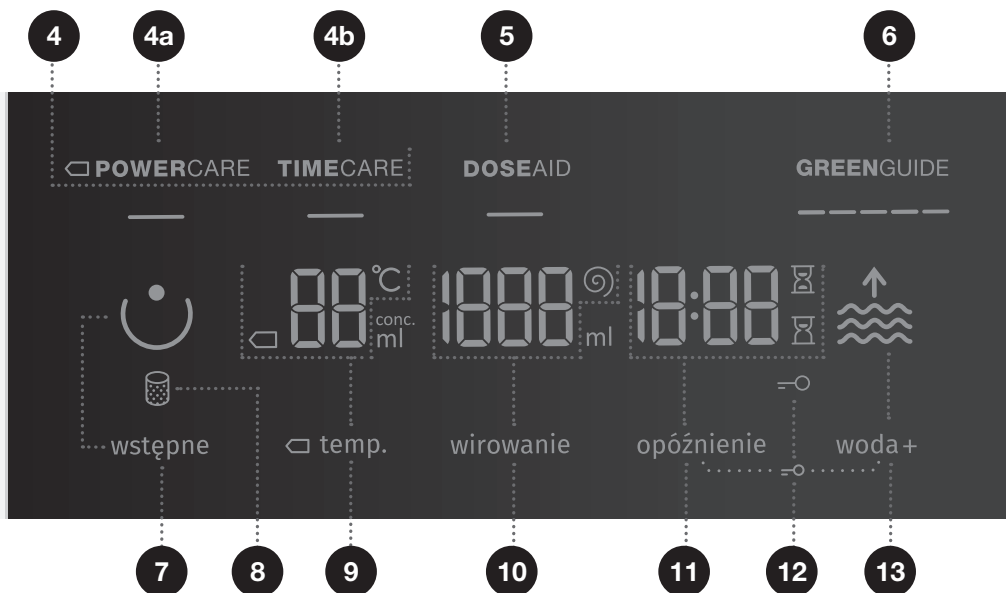 4 4a 4b 5 6
POWERCARE TIMECARE DOSEAID GREENGUIDE
88 °C 1888 18:88
conc.
ml ml
wstępne temp. wirowanie opóźnienie woda+
7 8 9 10 11 12 13